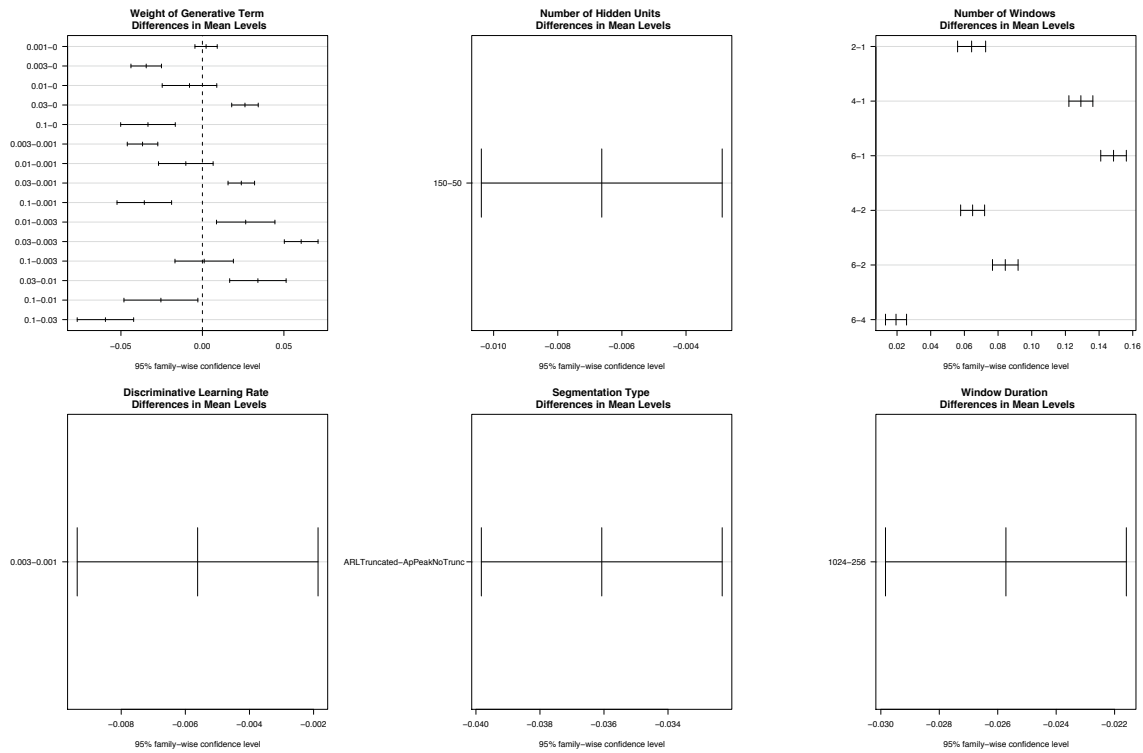 Weight of Generative Term
Differences in Mean Levels
0.001−0
0.003−0
0.01−0
0.03−0
0.1−0
0.003−0.001
0.01−0.001
0.03−0.001
0.1−0.001
0.01−0.003
0.03−0.003
0.1−0.003
0.03−0.01
0.1−0.01
0.1−0.03
−0.05 0.00 0.05
95% family−wise confidence level
Number of Hidden Units
Differences in Mean Levels
150−50
−0.010 −0.008 −0.006 −0.004
95% family−wise confidence level
Number of Windows
Differences in Mean Levels
2−1
4−1
6−1
4−2
6−2
6−4
0.02 0.04 0.06 0.08 0.10 0.12 0.14 0.16
95% family−wise confidence level
Discriminative Learning Rate
Differences in Mean Levels
0.003−0.001
−0.008 −0.006 −0.004 −0.002
95% family−wise confidence level
Segmentation Type
Differences in Mean Levels
ARLTruncated−ApPeakNoTrunc
−0.040 −0.038 −0.036 −0.034
95% family−wise confidence level
Window Duration
Differences in Mean Levels
1024−256
−0.030 −0.028 −0.026 −0.024 −0.022
95% family−wise confidence level